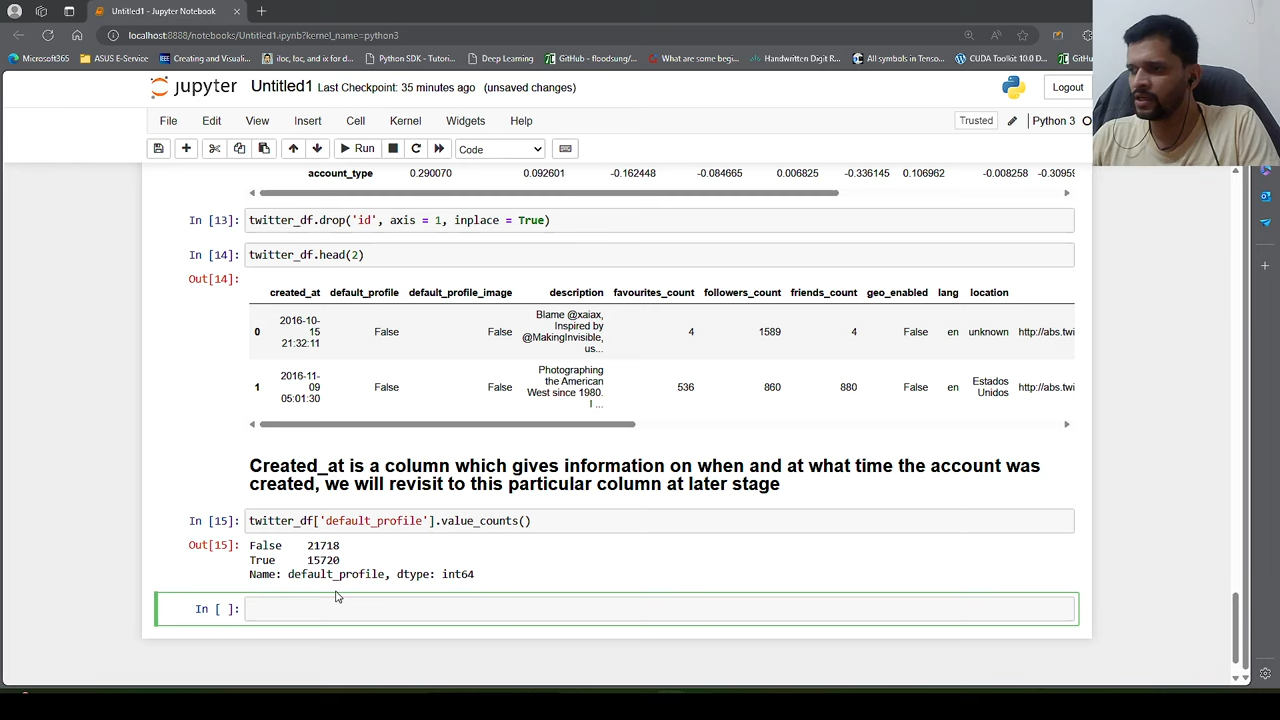 Untitled1 - Jupyter Notebook
localhost:8888/notebooks/Untitled1.ipynb?kernel_name=python3
Microsoft365
ASUS E-Service
Creating and Visuali...
iloc, loc, and ix for d...
Python SDK - Tutori...
Deep Learning
GitHub - floodsung/...
What are some begi...
Handwritten Digit R...
All symbols in Tenso...
CUDA Toolkit 10.0 D...
GitHu
jupyter Untitled1 Last Checkpoint: 35 minutes ago (unsaved changes)
Logout
File Edit View Insert Cell Kernel Widgets Help
Trusted Python 3
Run Code
account_type 0.290070 0.092601 -0.162448 -0.084665 0.006825 0.106962 -0.336145 -0.008258 -0.30959
In [13]: twitter_df.drop('id', axis = 1, inplace = True)
In [14]: twitter_df.head(2)
Out[14]:
created_at default_profile default_profile_image description favourites_count followers_count friends_count geo_enabled lang location
0 2016-10-15 21:32:11 False False Blame @xaiax, Inspired by @MakingInvisible, us... 4 1589 4 False en unknown http://abs.twi
1 2016-11-09 05:01:30 False False Photographing the American West since 1980. I ... 536 860 880 False en Estados Unidos http://abs.twi
Created_at is a column which gives information on when and at what time the account was
created, we will revisit to this particular column at later stage
In [15]: twitter_df['default_profile'].value_counts()
Out[15]: False 21718
True 15720
Name: default_profile, dtype: int64
In [ ]: